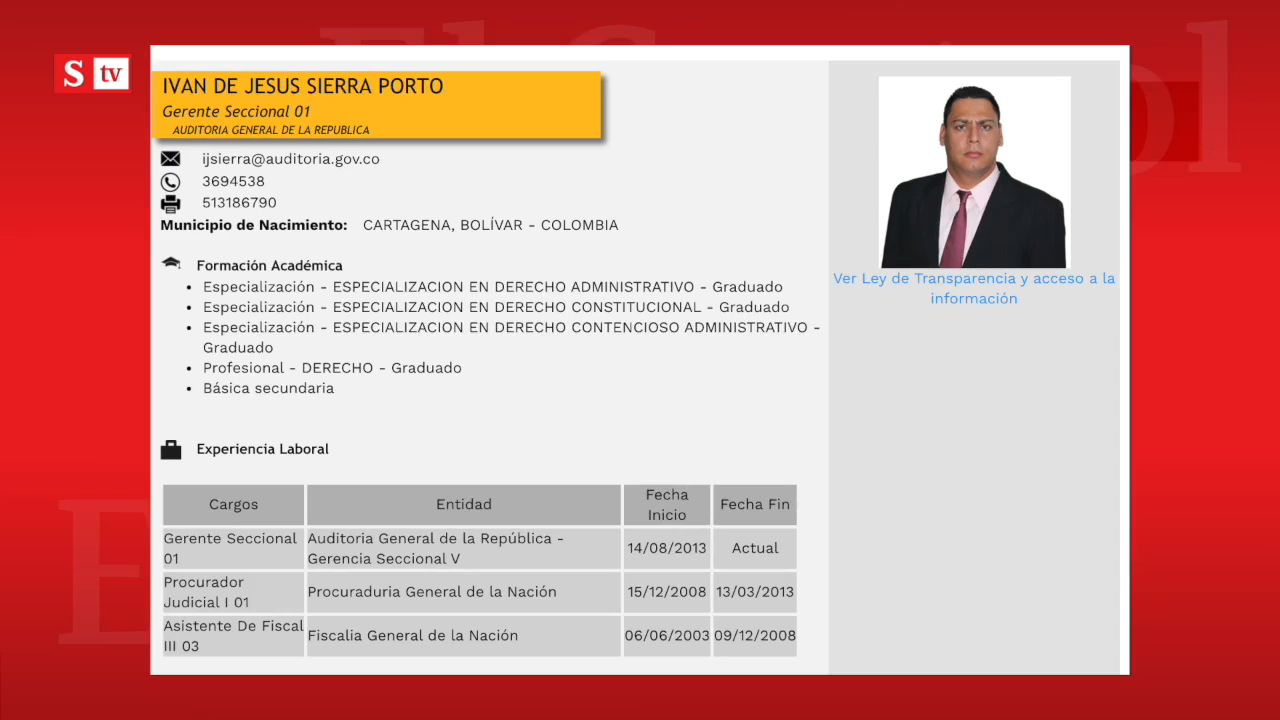 S tv
IVAN DE JESUS SIERRA PORTO
Gerente Seccional 01
AUDITORIA GENERAL DE LA REPUBLICA
ijsierra@auditoria.gov.co
3694538
513186790
Municipio de Nacimiento: CARTAGENA, BOLÍVAR - COLOMBIA
Formación Académica
• Especialización - ESPECIALIZACION EN DERECHO ADMINISTRATIVO - Graduado
• Especialización - ESPECIALIZACION EN DERECHO CONSTITUCIONAL - Graduado
• Especialización - ESPECIALIZACION EN DERECHO CONTENCIOSO ADMINISTRATIVO -
Graduado
• Profesional - DERECHO - Graduado
• Básica secundaria
Ver Ley de Transparencia y acceso a la
información
Experiencia Laboral
Cargos Entidad Fecha Inicio Fecha Fin
Gerente Seccional 01 Auditoria General de la República - Gerencia Seccional V 14/08/2013 Actual
Procurador Judicial I 01 Procuraduria General de la Nación 15/12/2008 13/03/2013
Asistente De Fiscal III 03 Fiscalia General de la Nación 06/06/2003 09/12/2008